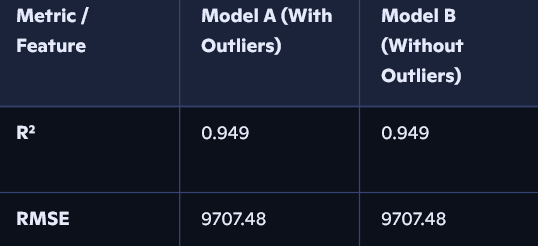 Metric / Feature
Model A (With Outliers)
Model B (Without Outliers)
R²
0.949
0.949
RMSE
9707.48
9707.48